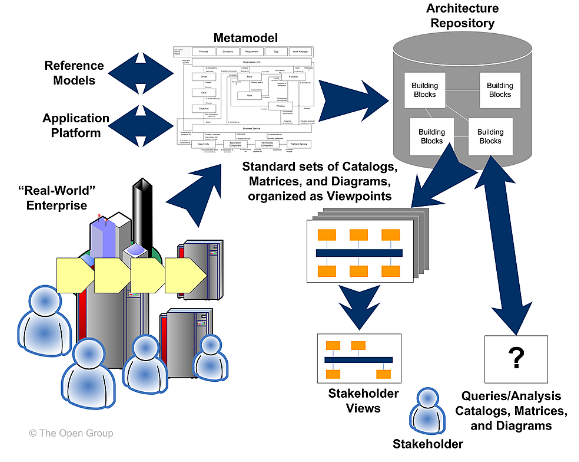 Metamodel
Architecture
Repository
Reference
Models
Application
Platform
Building
Blocks
Building
Blocks
Building
Blocks
Building
Blocks
Standard sets of Catalogs,
Matrices, and Diagrams,
organized as Viewpoints
“Real-World”
Enterprise
Stakeholder
Views
?
Queries/Analysis
Catalogs, Matrices,
and Diagrams
Stakeholder
© The Open Group